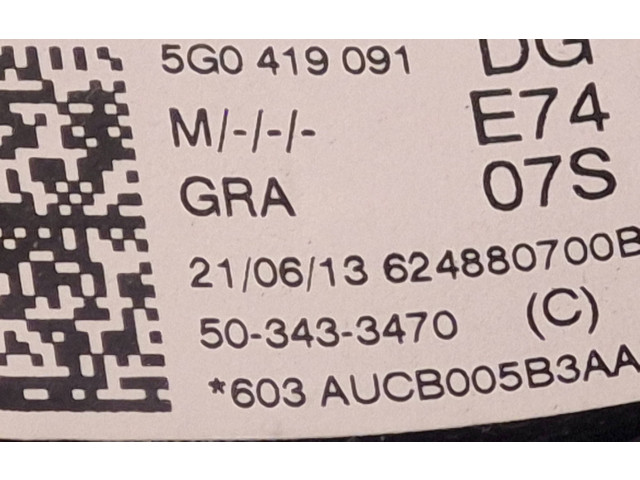 5G0 419 091 DG
M/-/-/- E74
GRA 07S
21/06/13 624880700B
50-343-3470 (C)
*603 AUCB005B3AA